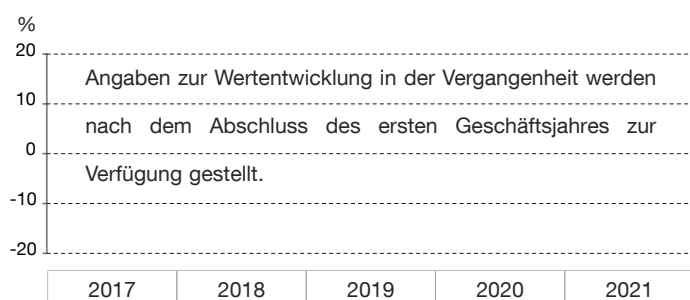 %
20
Angaben zur Wertentwicklung in der Vergangenheit werden
10
nach dem Abschluss des ersten Geschäftsjahres zur
0
Verfügung gestellt.
-10
-20
2017 2018 2019 2020 2021